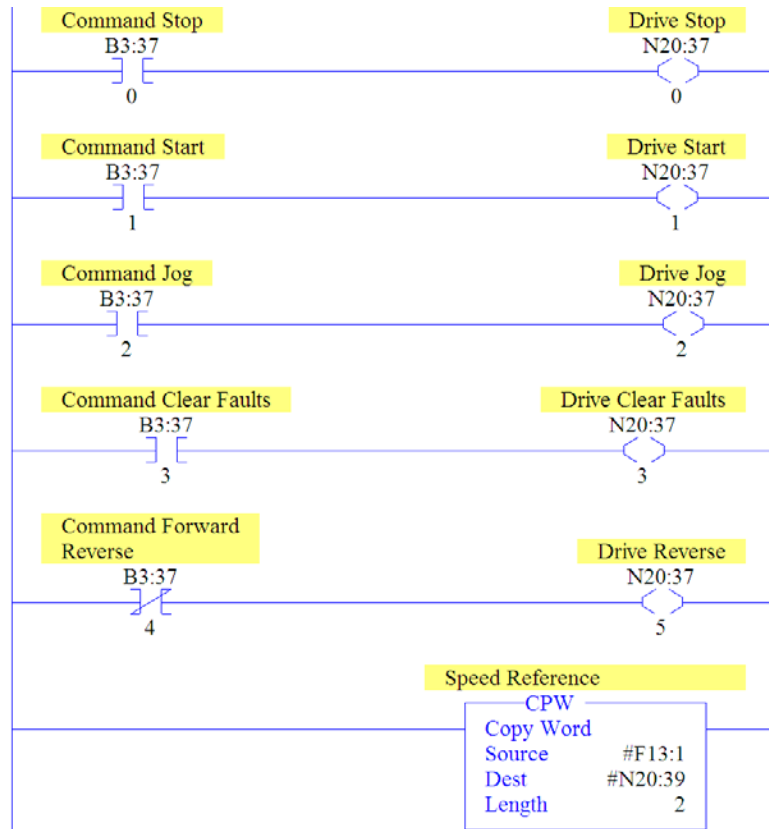 Command Stop
Drive Stop
B3:37
N20:37
0
0
Command Start
Drive Start
B3:37
N20:37
1
1
Command Jog
Drive Jog
B3:37
N20:37
2
2
Command Clear Faults
Drive Clear Faults
B3:37
N20:37
3
3
Command Forward
Reverse
Drive Reverse
B3:37
N20:37
4
5
Speed Reference
CPW
Copy Word
Source #F13:1
Dest #N20:39
Length 2